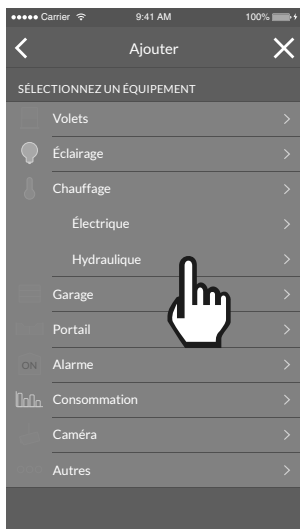 Carrier 9:41 AM 100%
Ajouter
SÉLECTIONNEZ UN ÉQUIPEMENT
Volets
Éclairage
Chauffage
Électrique
Hydraulique
Garage
Portail
ON Alarme
Consommation
Caméra
Autres